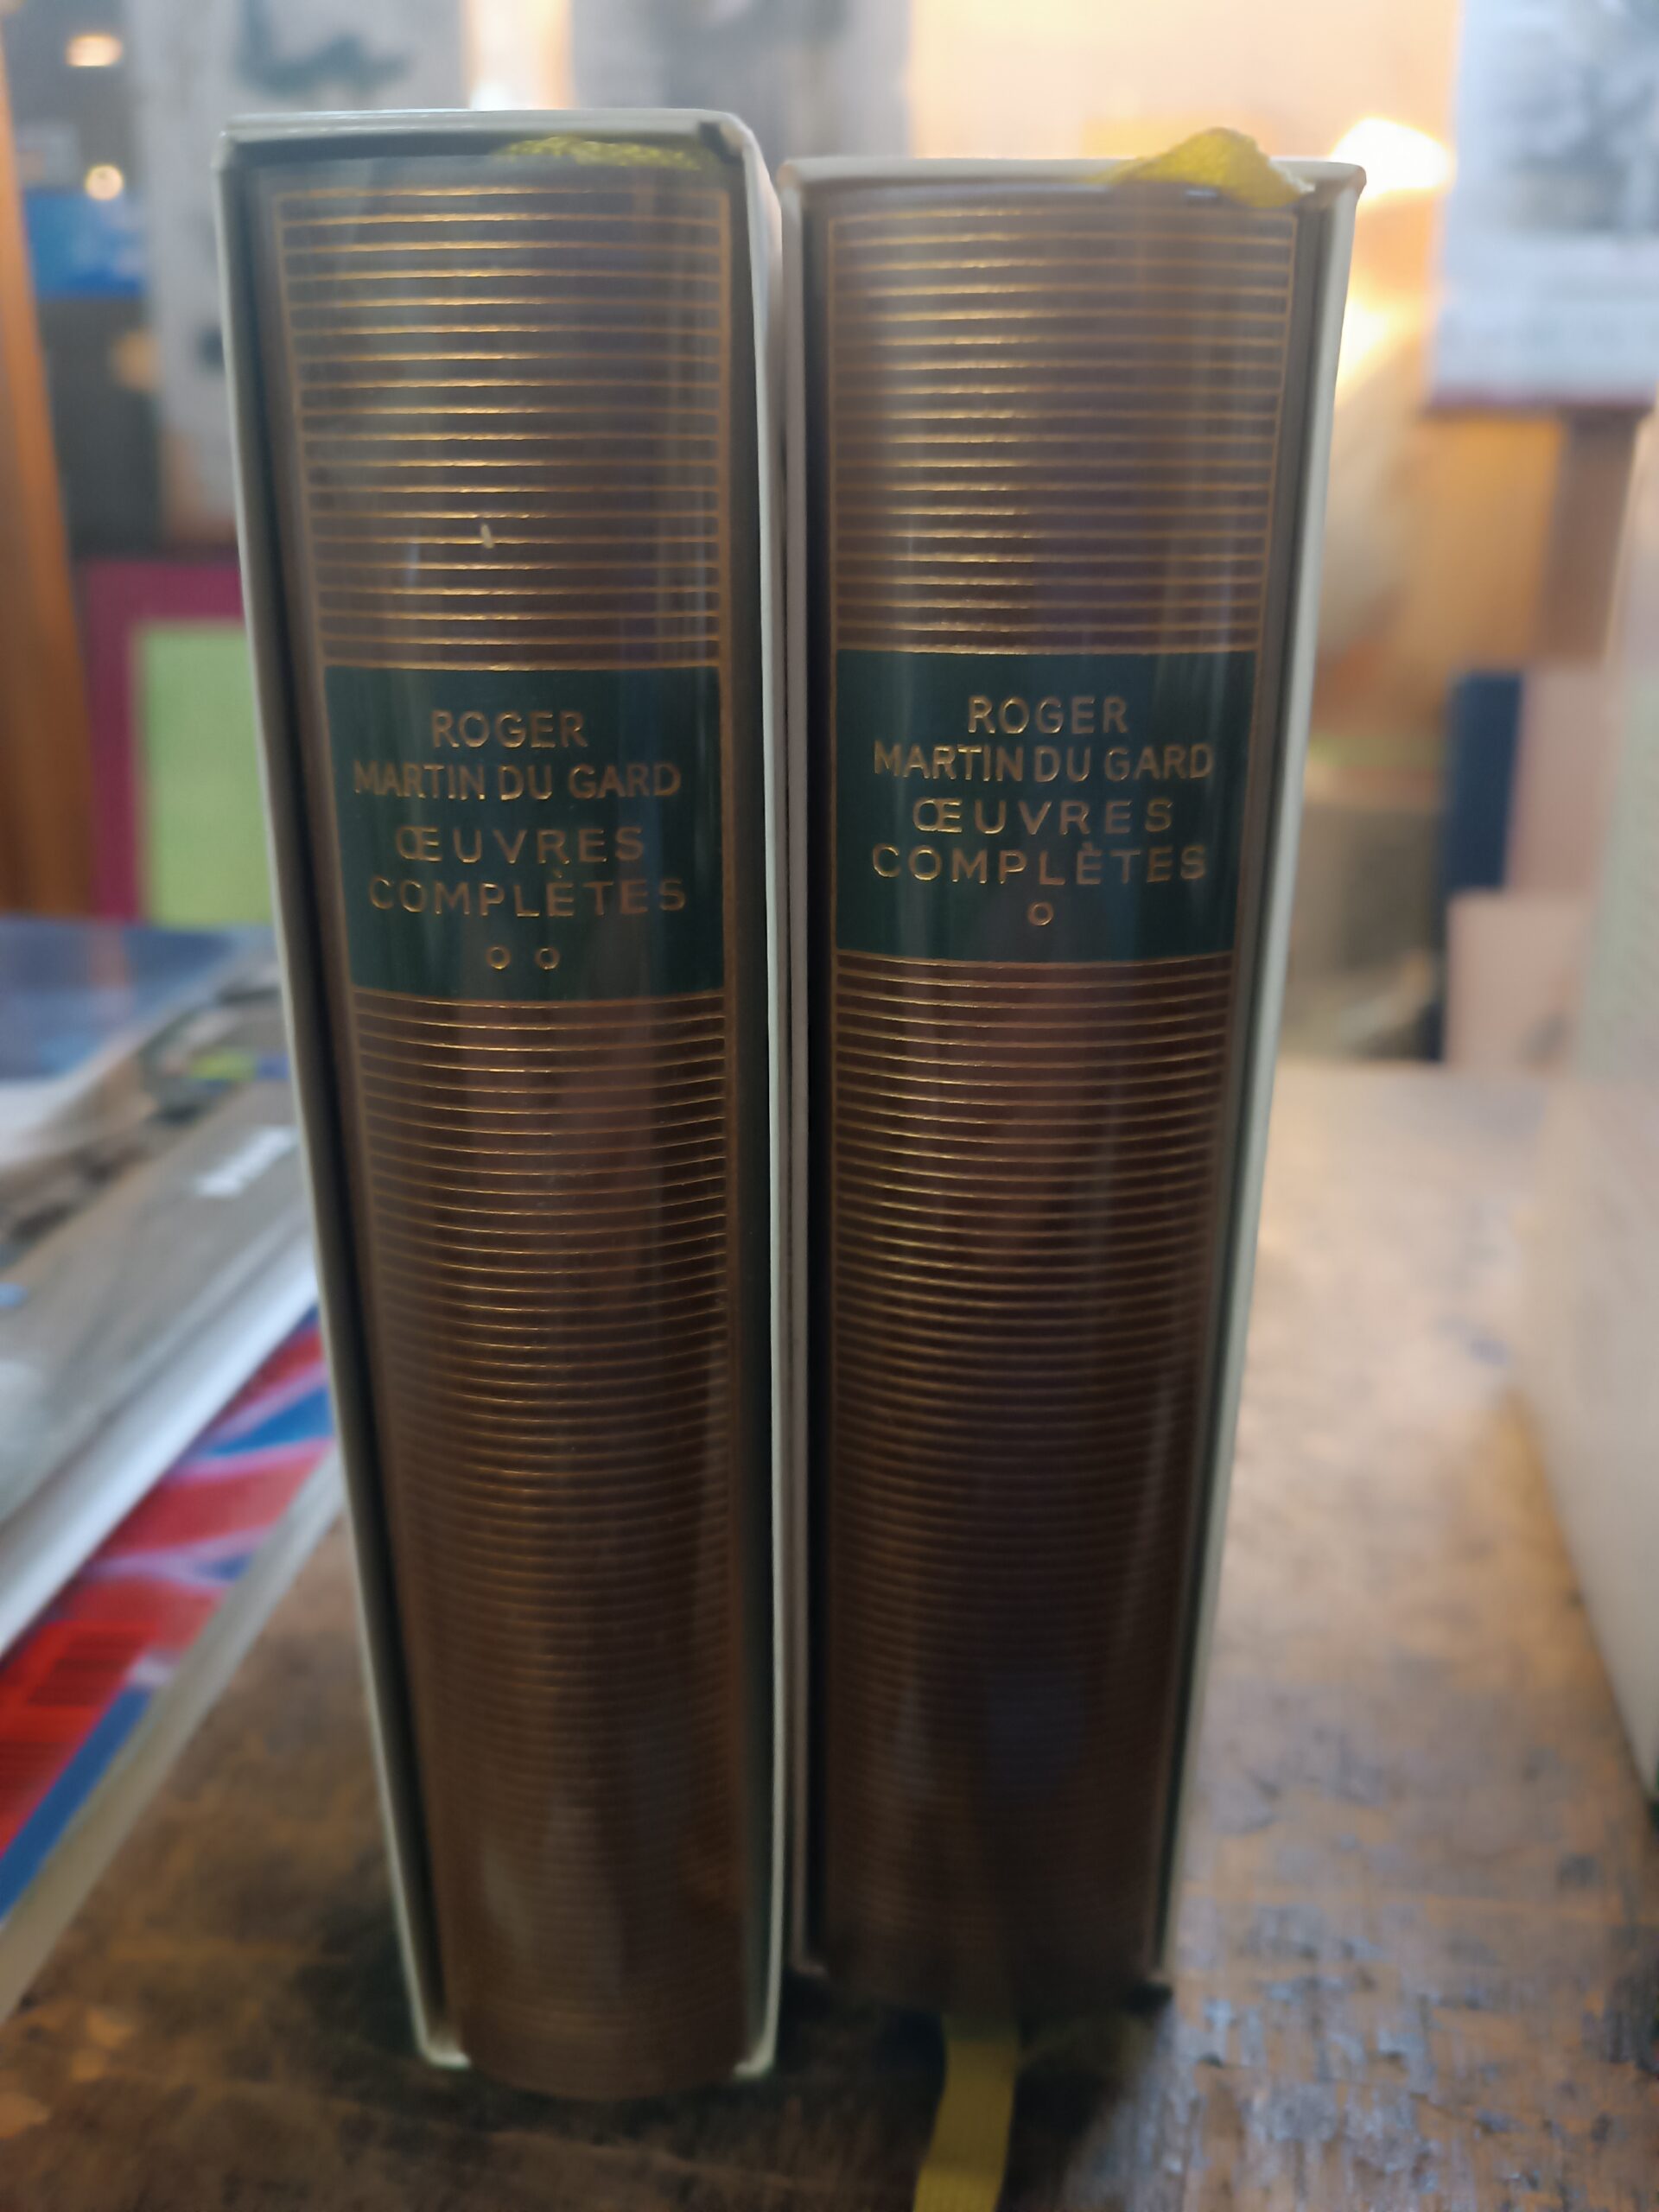 ROGER
MARTIN DU GARD
ŒUVRES
COMPLÈTES
o o
ROGER
MARTIN DU GARD
ŒUVRES
COMPLÈTES
o